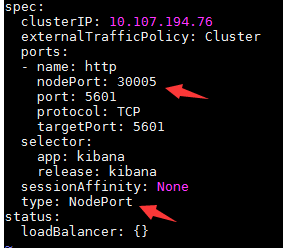 spec:
  clusterIP: 10.107.194.76
  externalTrafficPolicy: Cluster
  ports:
  - name: http
    nodePort: 30005
    port: 5601
    protocol: TCP
    targetPort: 5601
  selector:
    app: kibana
    release: kibana
  sessionAffinity: None
  type: NodePort
status:
  loadBalancer: {}
~